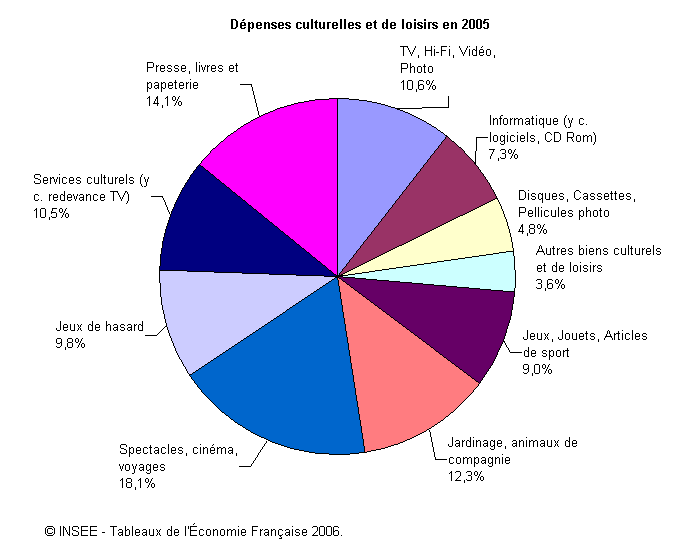 Dépenses culturelles et de loisirs en 2005
TV, Hi-Fi, Vidéo,
Photo
10,6%
Informatique (y c.
logiciels, CD Rom)
7,3%
Disques, Cassettes,
Pellicules photo
4,8%
Autres biens culturels
et de loisirs
3,6%
Jeux, Jouets, Articles
de sport
9,0%
Jardinage, animaux de
compagnie
12,3%
Spectacles, cinéma,
voyages
18,1%
Jeux de hasard
9,8%
Services culturels (y
c. redevance TV)
10,5%
Presse, livres et
papeterie
14,1%
© INSEE - Tableaux de l'Économie Française 2006.